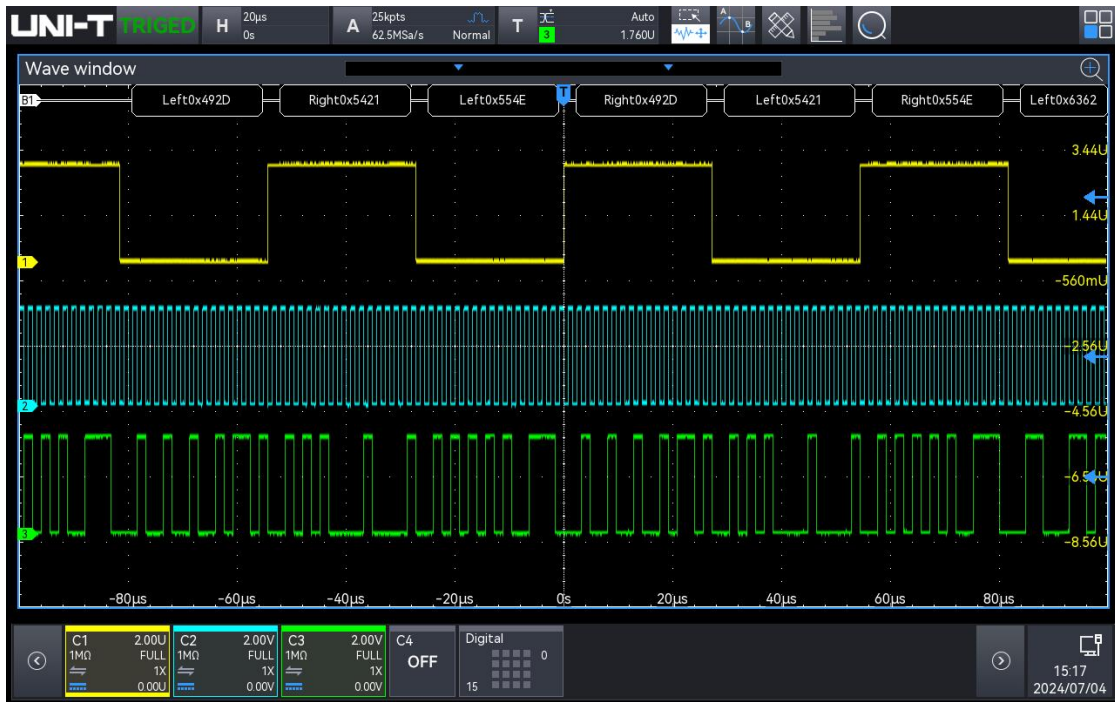 UNI-T TRIGED H 20µs 0s A 25kpts 62.5MSa/s Normal T 3 Auto 1.760U A B
Wave window
B1 Left0x492D Right0x5421 Left0x554E T Right0x492D Left0x5421 Right0x554E Left0x6362
3.44U
1.44U
1
-560mU
-2.56U
2
-4.56U
3
-8.56U
-80µs -60µs -40µs -20µs 0s 20µs 40µs 60µs 80µs
C1 2.00U C2 2.00V C3 2.00V C4 Digital
1MΩ FULL 1MΩ FULL 1MΩ FULL OFF 0
1X 1X 1X
0.00U 0.00V 0.00V 15
15:17
2024/07/04